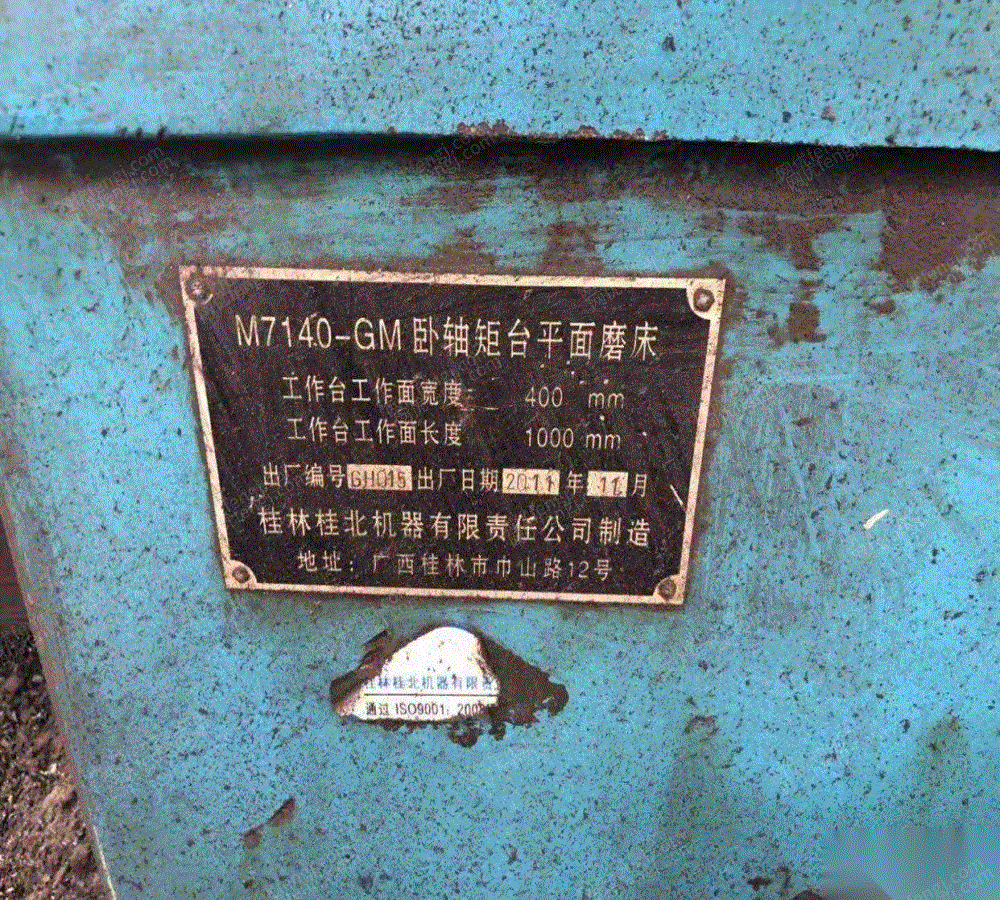 M7140-GM 卧轴矩台平面磨床
工作台工作面宽度 400 mm
工作台工作面长度 1000 mm
出厂编号 GH015 出厂日期 2011 年 11 月
桂林桂北机器有限责任公司制造
地址：广西桂林市巾山路12号
林桂北机器有限责
通过 ISO9001：200